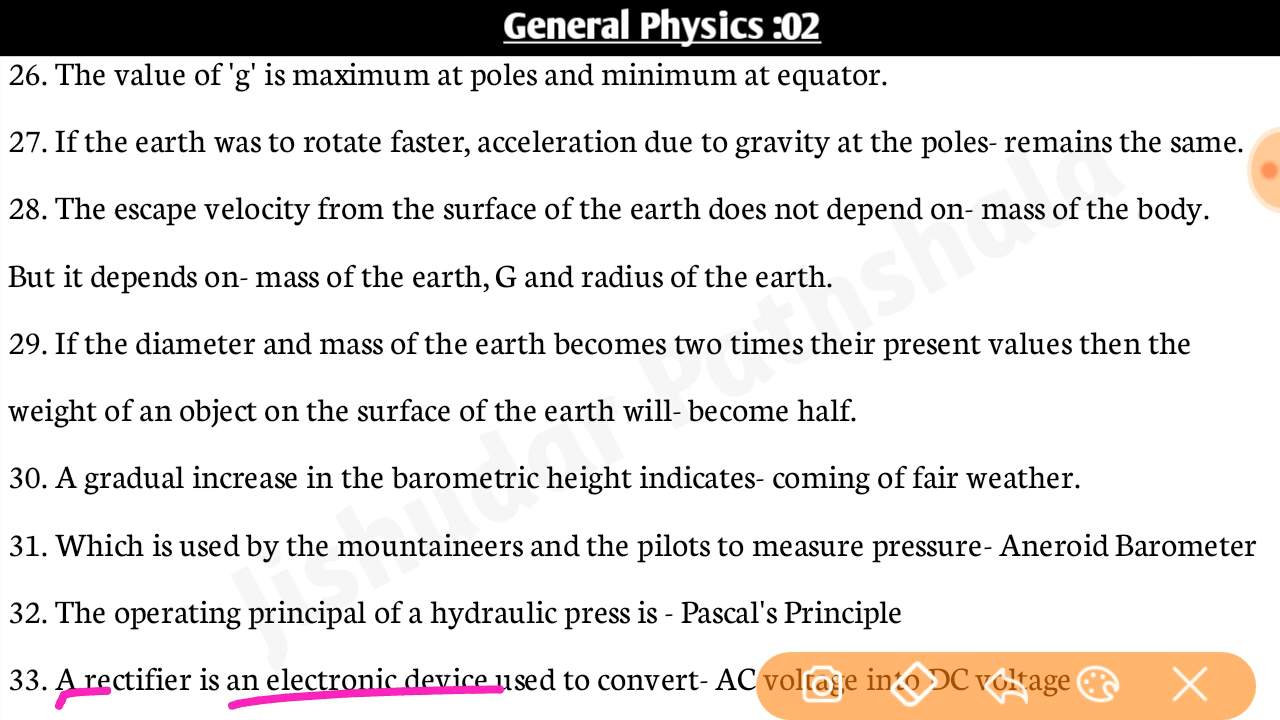 General Physics :02
26. The value of 'g' is maximum at poles and minimum at equator.
27. If the earth was to rotate faster, acceleration due to gravity at the poles- remains the same.
28. The escape velocity from the surface of the earth does not depend on- mass of the body.
But it depends on- mass of the earth, G and radius of the earth.
29. If the diameter and mass of the earth becomes two times their present values then the
weight of an object on the surface of the earth will- become half.
30. A gradual increase in the barometric height indicates- coming of fair weather.
31. Which is used by the mountaineers and the pilots to measure pressure- Aneroid Barometer
32. The operating principal of a hydraulic press is - Pascal's Principle
33. A rectifier is an electronic device used to convert- AC voltage into DC voltage
Jishudar Pathshala